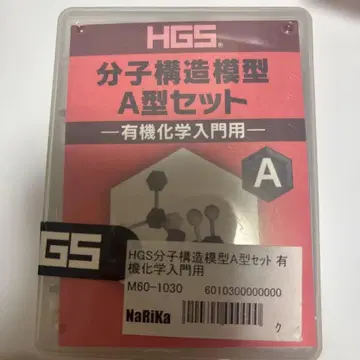 HGS
分子構造模型
A型セット
―有機化学入門用―
A
GS
HGS分子構造模型A型セット 有
機化学入門用
M60-1030 6010300000000
NaRiKa
ク